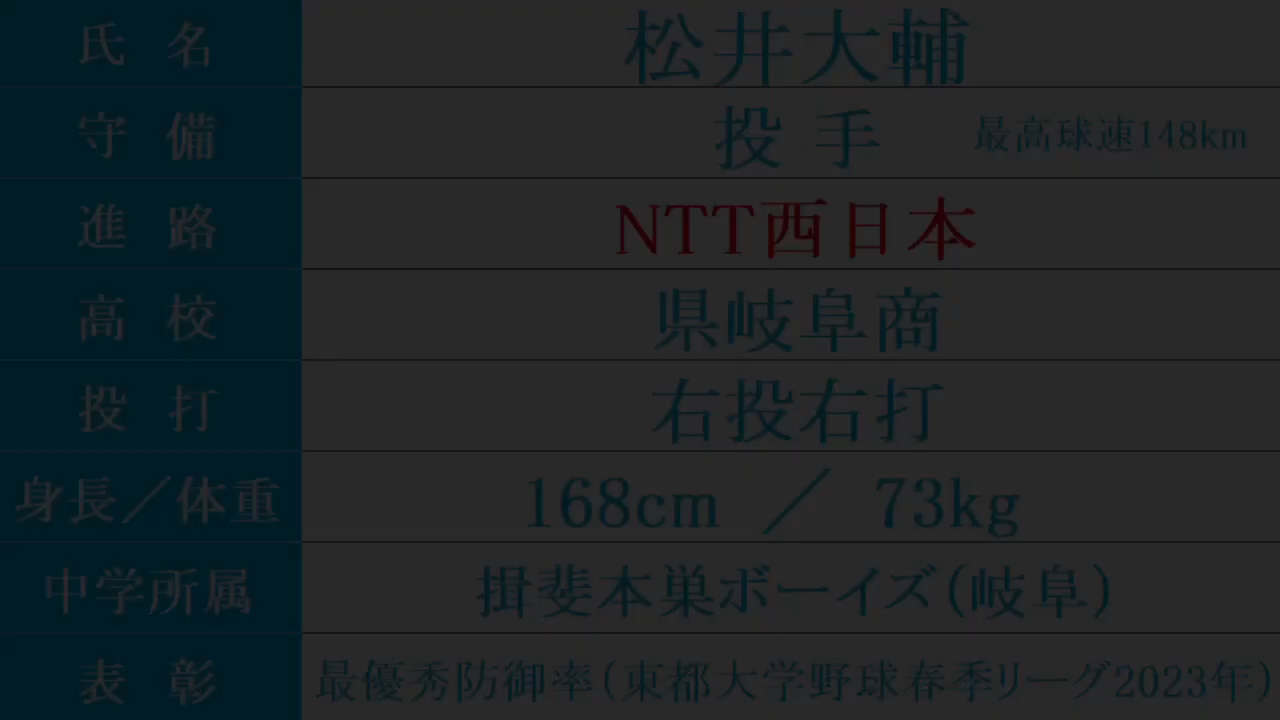 氏名 松井大輔
守備 投手 最高球速148km
進路 NTT西日本
高校 県岐阜商
投打 右投右打
身長／体重 168cm ／ 73kg
中学所属 揖斐本巣ボーイズ(岐阜)
表彰 最優秀防御率(東都大学野球春季リーグ2023年)